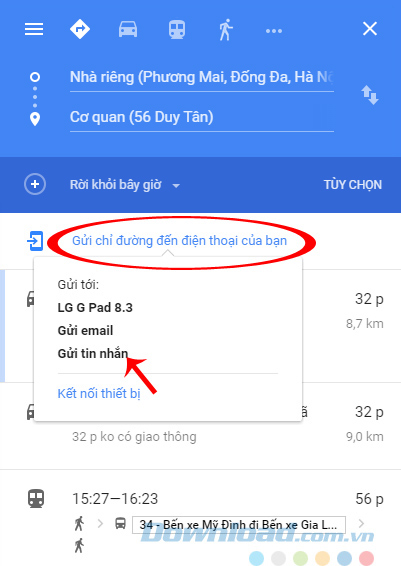 Nhà riêng (Phương Mai, Đống Đa, Hà Nộ
Cơ quan (56 Duy Tân)
Rời khỏi bây giờ
TÙY CHỌN
Gửi chỉ đường đến điện thoại của bạn
Gửi tới:
LG G Pad 8.3
Gửi email
Gửi tin nhắn
Kết nối thiết bị
32 p
8,7 km
ã 32 p
32 p ko có giao thông 9,0 km
15:27—16:23 56 p
34 - Bến xe Mỹ Đình đi Bến xe Gia L...
Download.com.vn